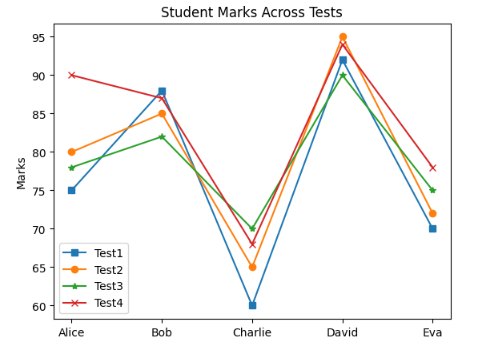 Student Marks Across Tests
95
90
85
80
75
70
65
60
Marks
Test1
Test2
Test3
Test4
Alice Bob Charlie David Eva